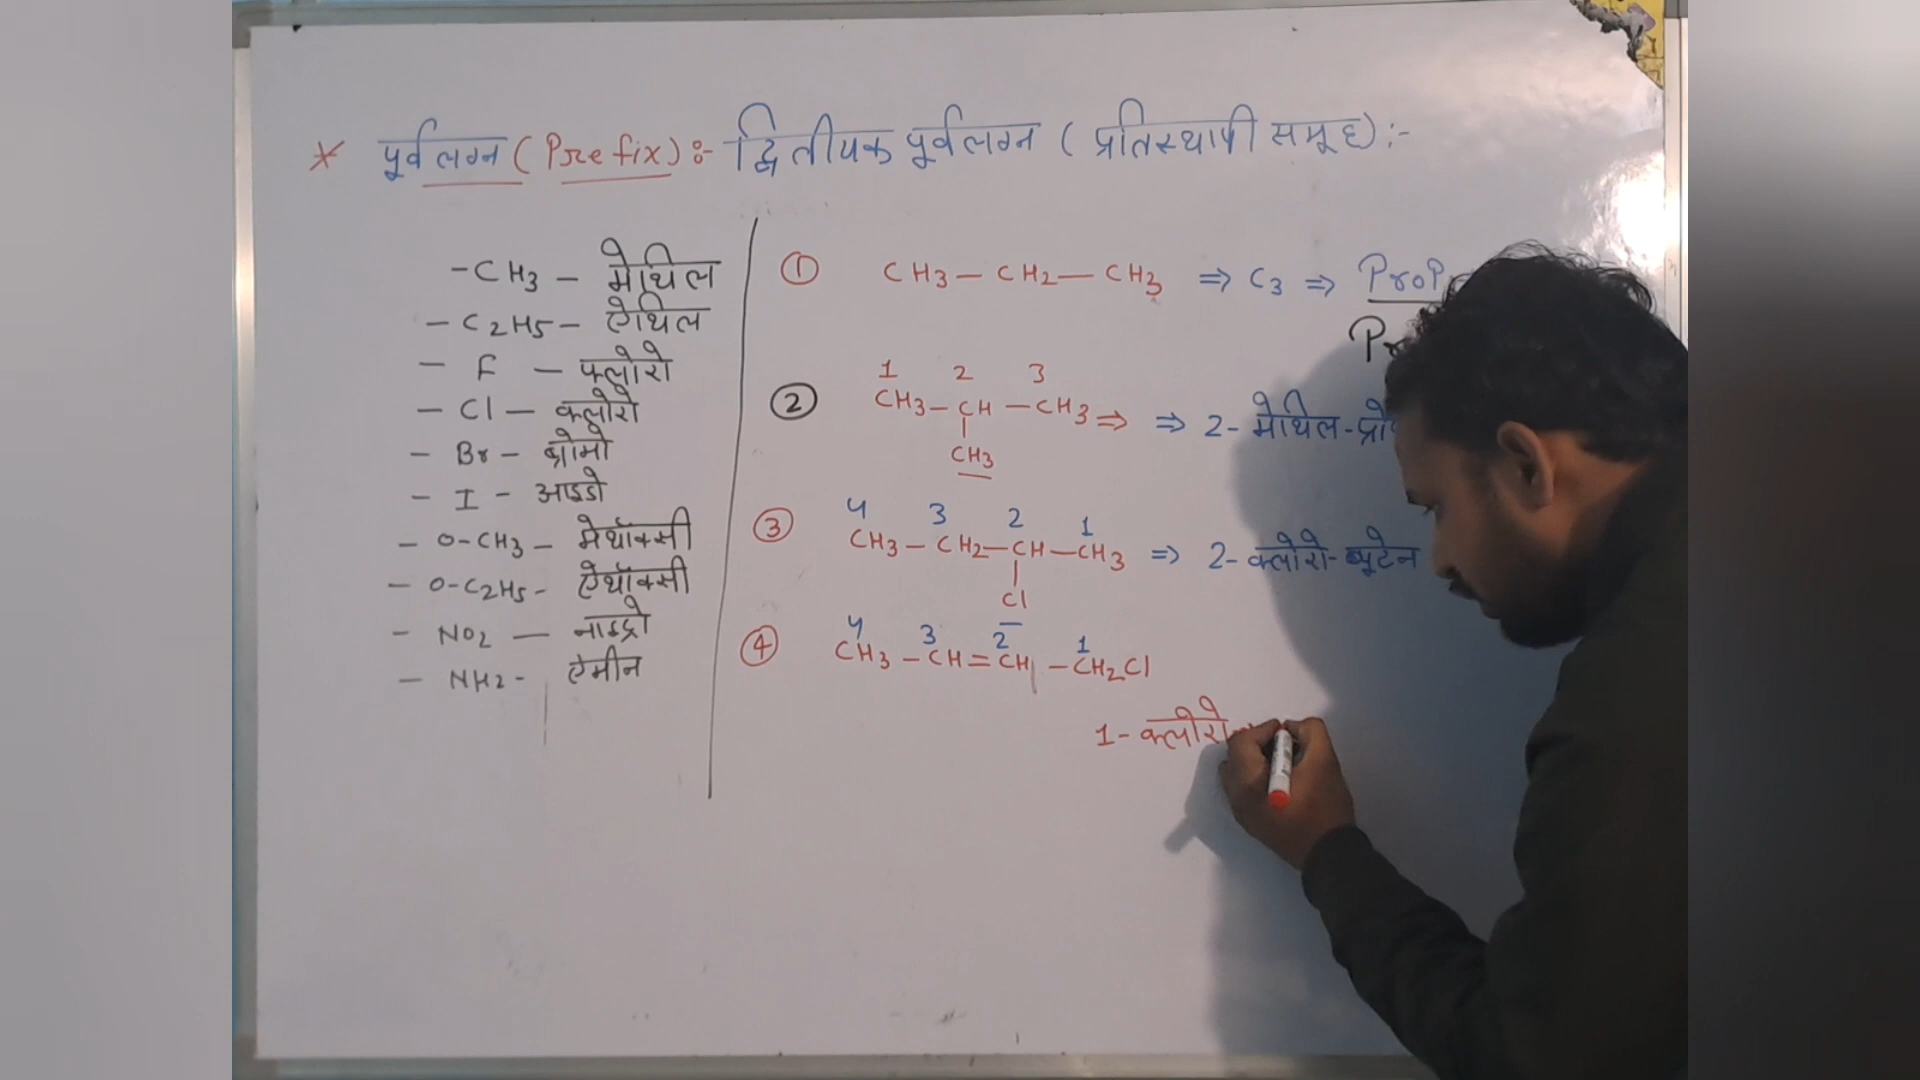 * पूर्वलग्न (Prefix) :- द्वितीयक पूर्वलग्न ( प्रतिस्थापी समूह) :-
-CH3 - मेथिल
- C2H5 - ऐथिल
- F - फ्लोरो
- Cl - क्लोरो
- Br - ब्रोमो
- I - आइडो
- O-CH3 - मेथॉक्सी
- O-C2H5 - ऐथॉक्सी
- NO2 - नाइट्रो
- NH2 - ऐमीन
① CH3 - CH2 - CH3 ⇒ C3 ⇒ Prop
Pr
1 2 3
② CH3 - CH - CH3 ⇒ ⇒ 2- मेथिल-प्रो
|
CH3
4 3 2 1
③ CH3 - CH2 - CH - CH3 ⇒ 2- क्लोरो- ब्यूटेन
|
Cl
4 3 2 1
④ CH3 - CH = CH - CH2Cl
1- क्लोरो